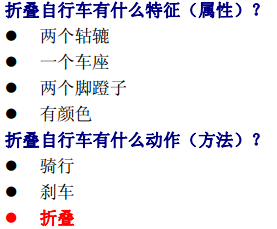 折叠自行车有什么特征（属性）？
● 两个轱辘
● 一个车座
● 两个脚蹬子
● 有颜色
折叠自行车有什么动作（方法）？
● 骑行
● 刹车
● 折叠